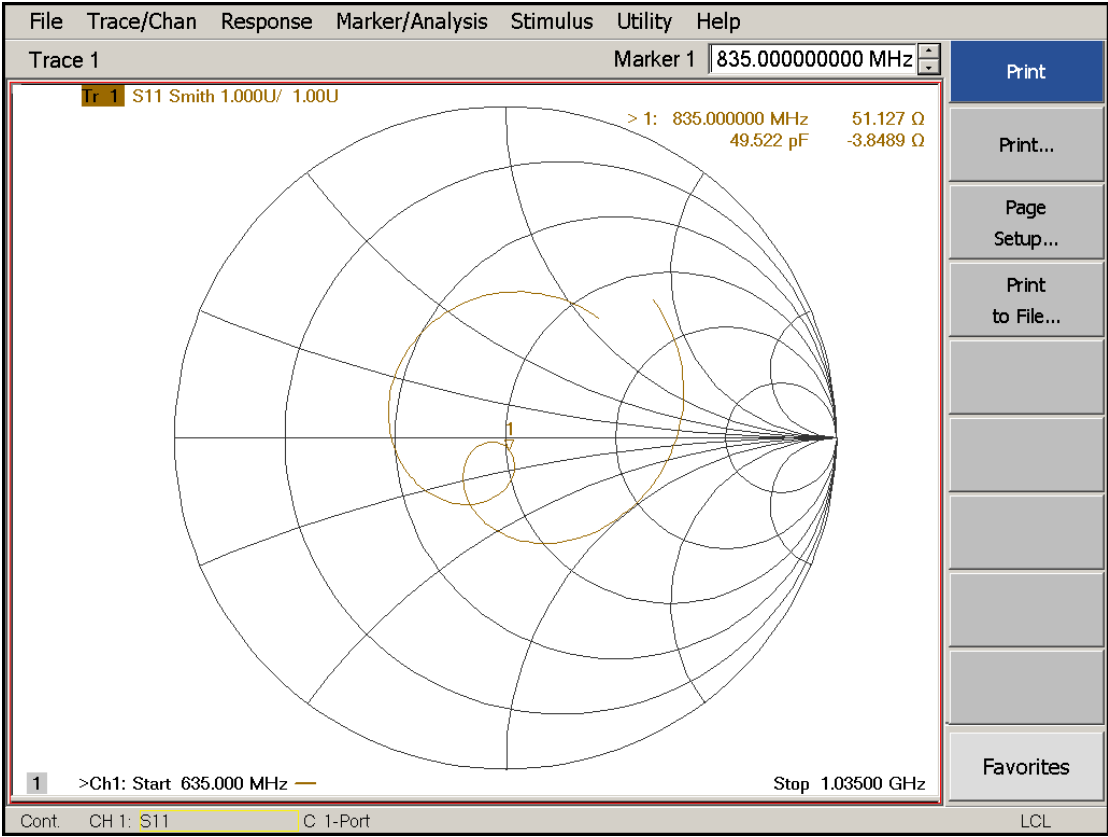 File Trace/Chan Response Marker/Analysis Stimulus Utility Help
Trace 1 Marker 1 835.000000000 MHz
Print
Tr 1 S11 Smith 1.000U/ 1.00U
> 1: 835.000000 MHz 51.127 Ω
49.522 pF -3.8489 Ω
Print...
Page
Setup...
Print
to File...
1
Favorites
1 >Ch1: Start 635.000 MHz Stop 1.03500 GHz
Cont. CH 1: S11 C 1-Port LCL